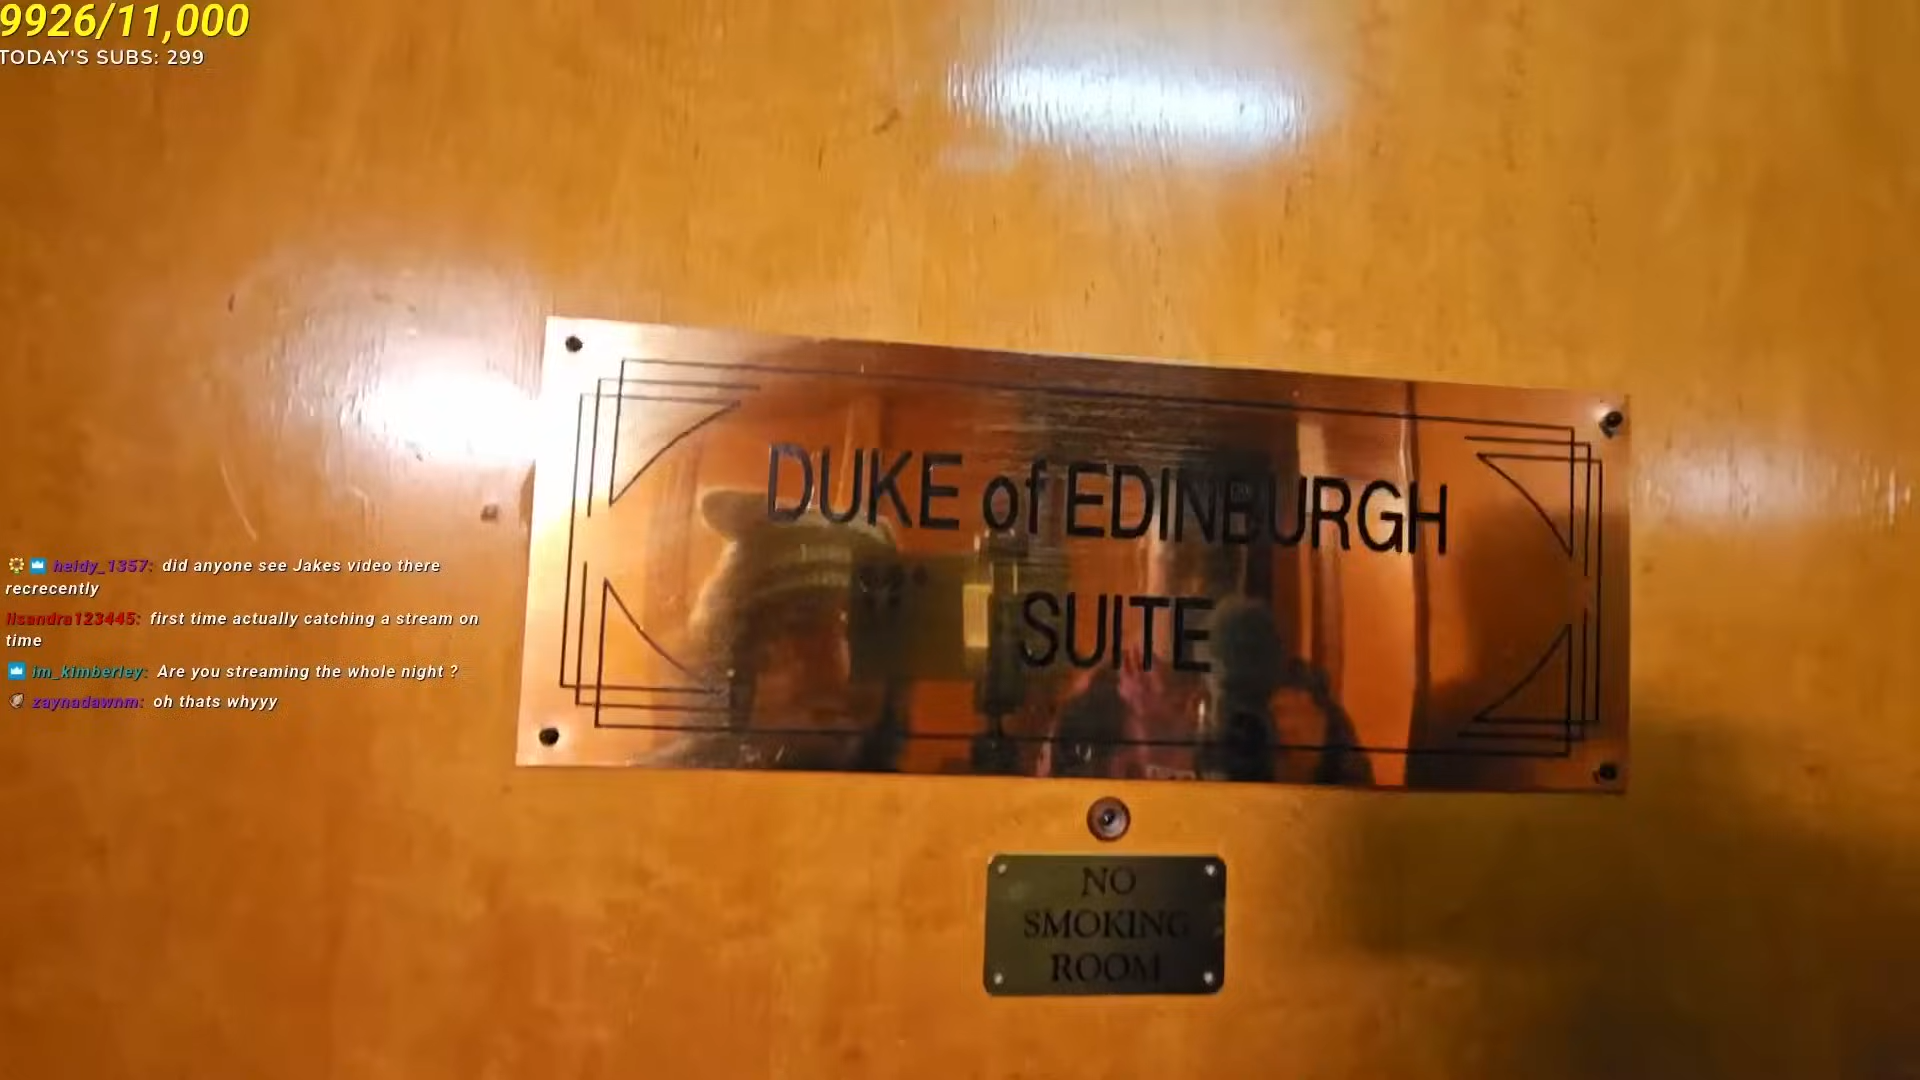 9926/11,000
TODAY'S SUBS: 299
DUKE of EDINBURGH
SUITE
heidy_1357: did anyone see Jakes video there
recrecently
lisandra123445: first time actually catching a stream on
time
im_kimberley: Are you streaming the whole night ?
zaynadawnm: oh thats whyyy
NO
SMOKING
ROOM